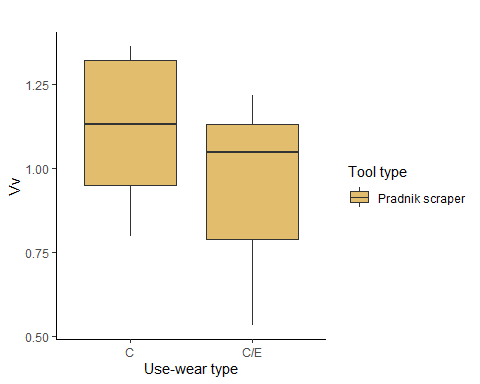 1.25
1.00
0.75
0.50
Vv
C
C/E
Use-wear type
Tool type
Pradnik scraper